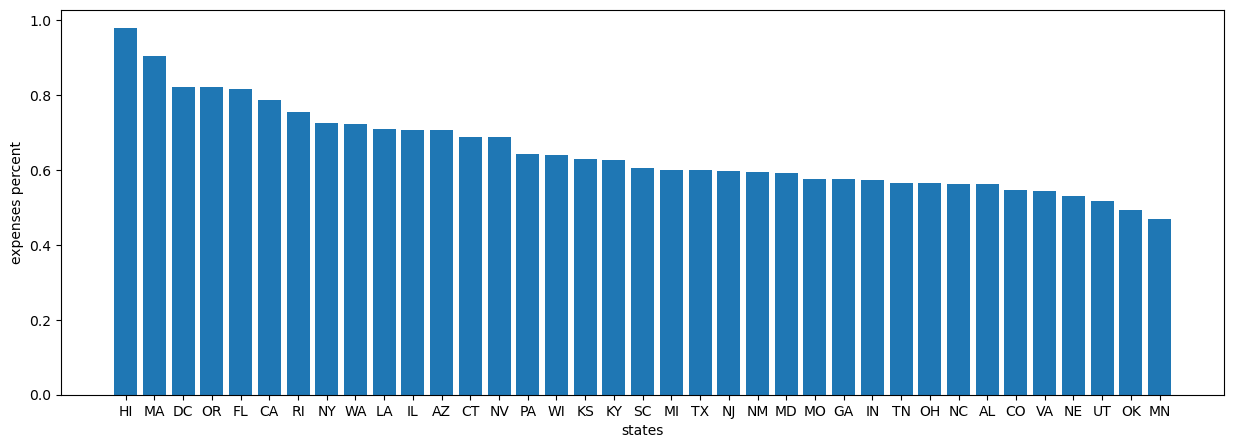 expenses percent
1.0
0.8
0.6
0.4
0.2
0.0
HI MA DC OR FL CA RI NY WA LA IL AZ CT NV PA WI KS KY SC MI TX NJ NM MD MO GA IN TN OH NC AL CO VA NE UT OK MN
states